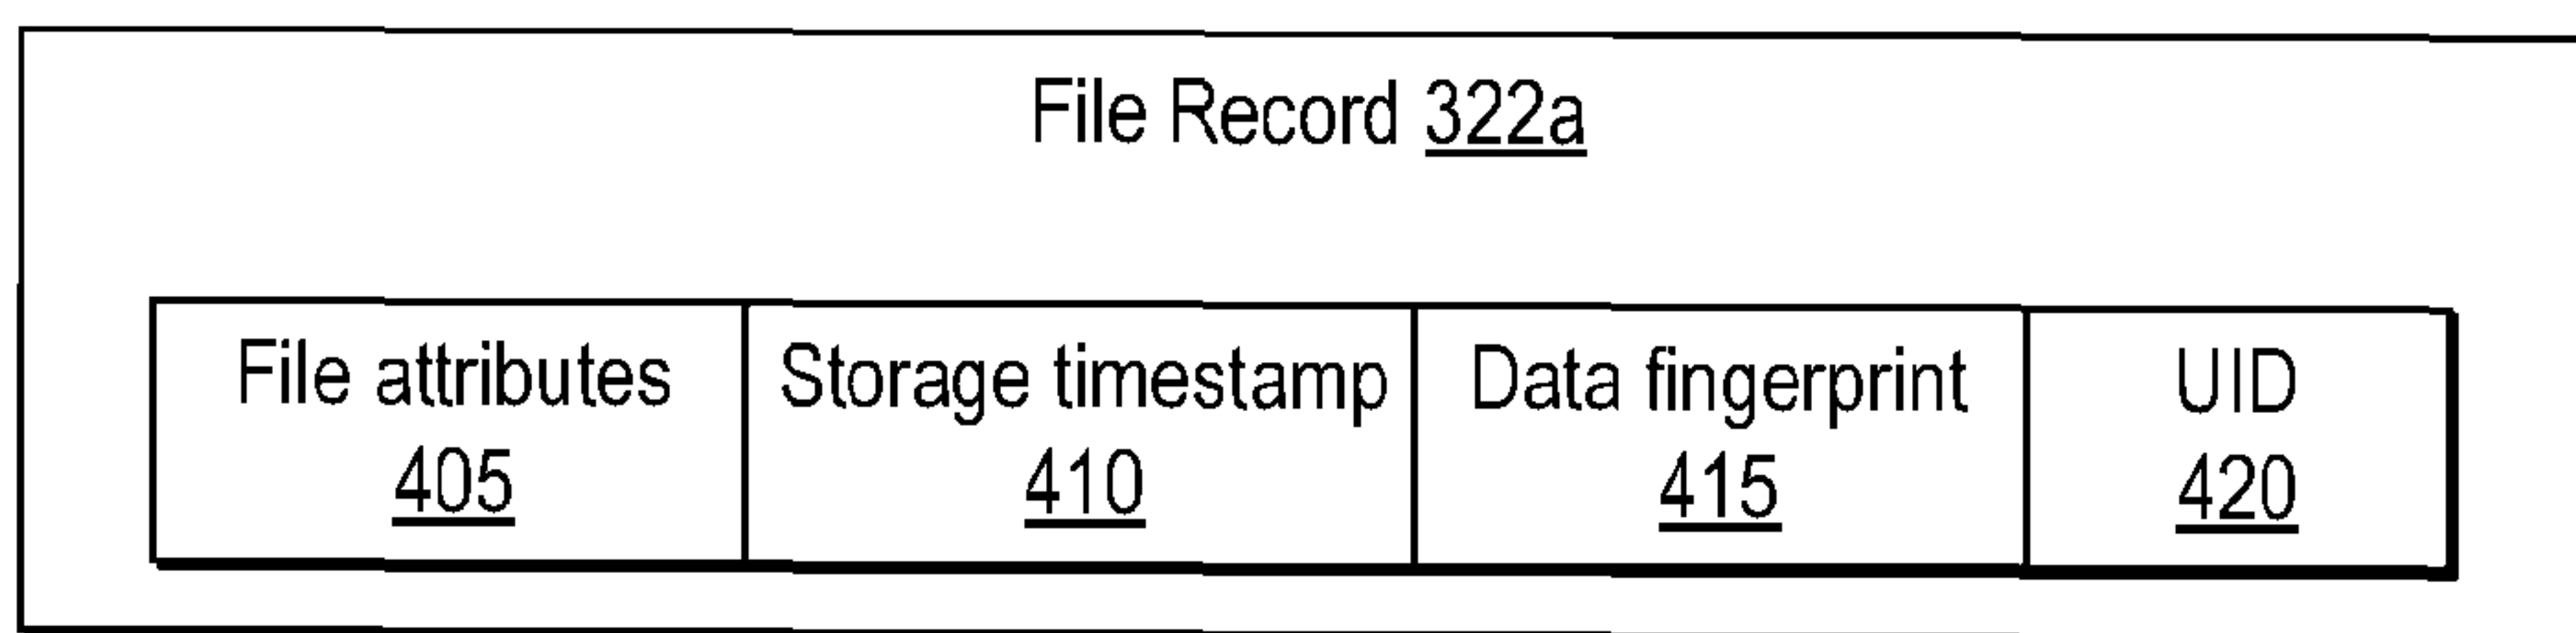 File Record 322a
File attributes Storage timestamp Data fingerprint UID
405 410 415 420